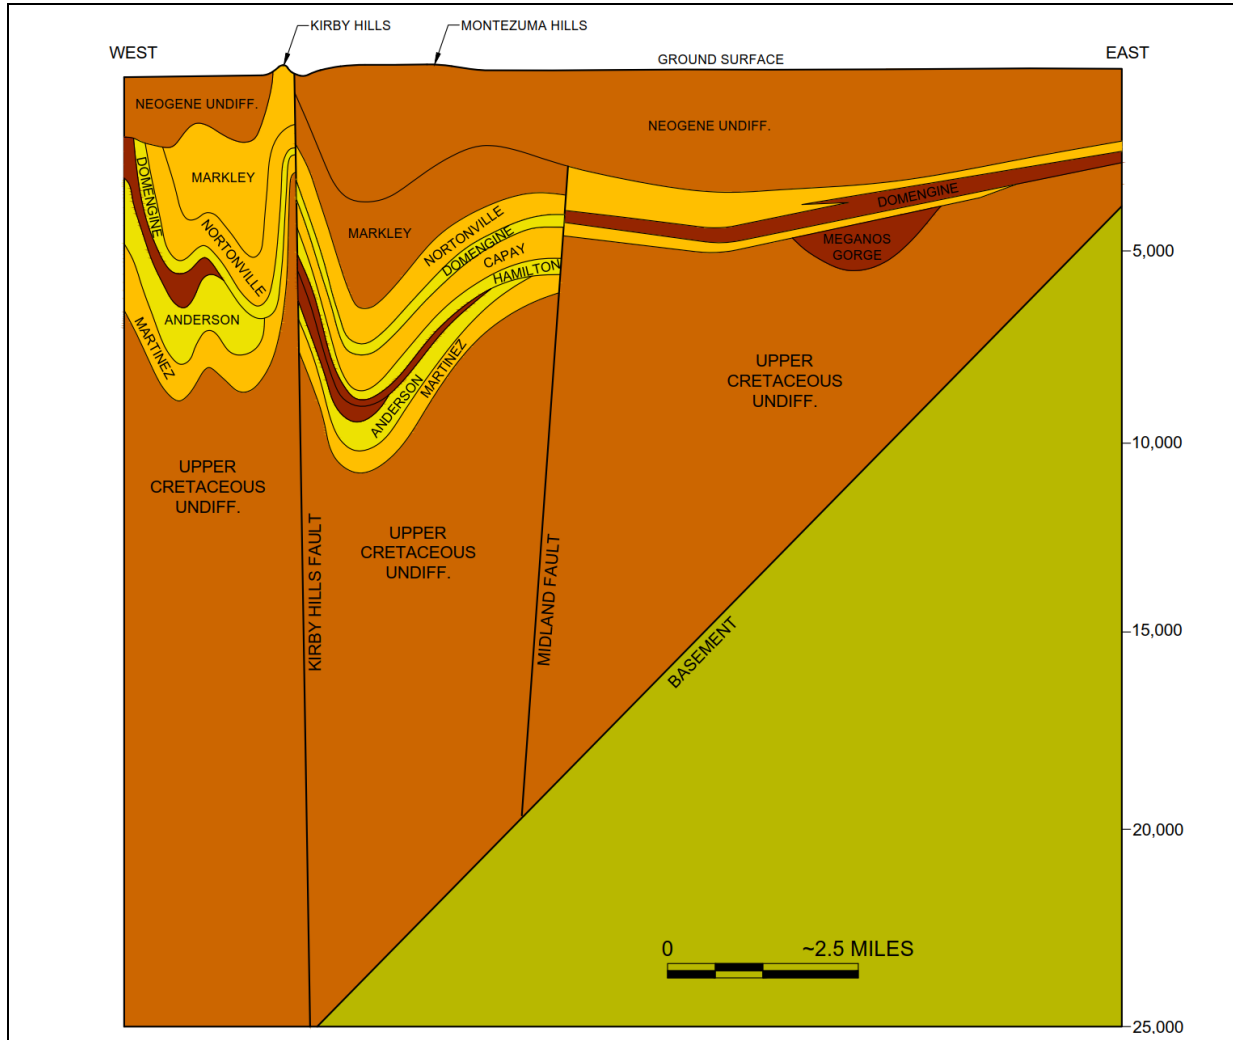 KIRBY HILLS
MONTEZUMA HILLS
WEST
GROUND SURFACE
EAST
NEOGENE UNDIFF.
NEOGENE UNDIFF.
DOMENGINE
MARKLEY
NORTONVILLE
ANDERSON
MARTINEZ
MARKLEY
NORTONVILLE
DOMENGINE
CAPAY
HAMILTON
ANDERSON
MARTINEZ
DOMENGINE
MEGANOS
GORGE
5,000
UPPER
CRETACEOUS
UNDIFF.
10,000
UPPER
CRETACEOUS
UNDIFF.
UPPER
CRETACEOUS
UNDIFF.
KIRBY HILLS FAULT
MIDLAND FAULT
BASEMENT
15,000
20,000
0 ~2.5 MILES
25,000